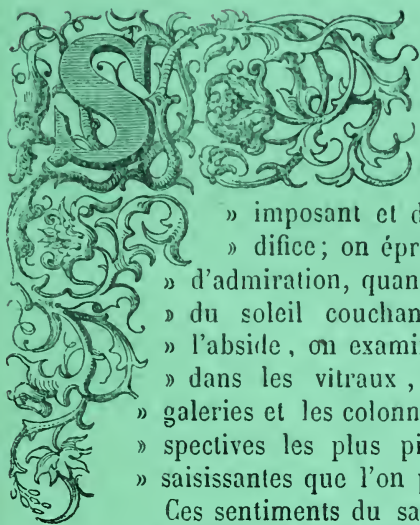 S
» imposant et d
» difice; on épr
» d'admiration, quan
» du soleil couchan
» l'abside, on exami
» dans les vitraux,
» galeries et les colonn
» spectives les plus pi
» saisissantes que l'on p
Ces sentiments du sa